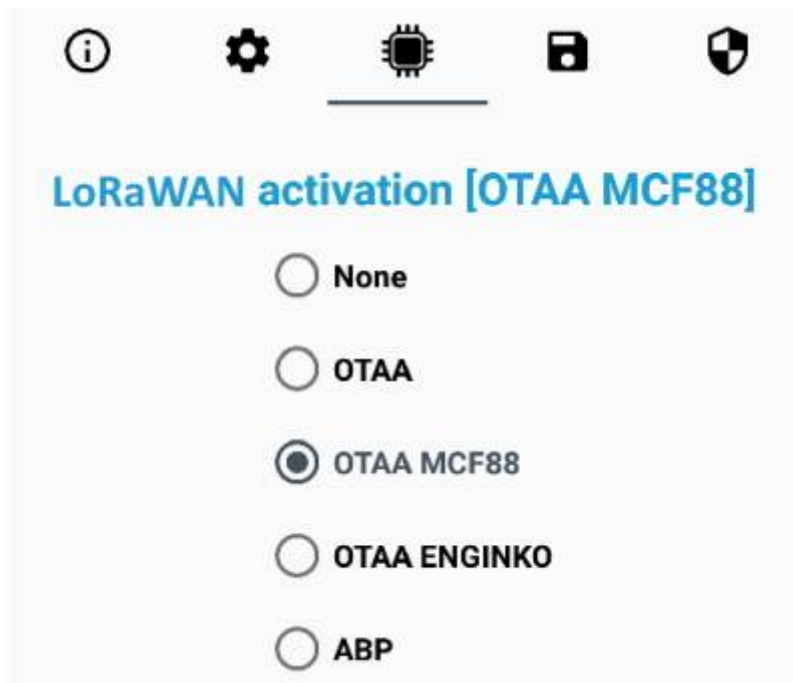 LoRaWAN activation [OTAA MCF88]
None
OTAA
OTAA MCF88
OTAA ENGINKO
ABP